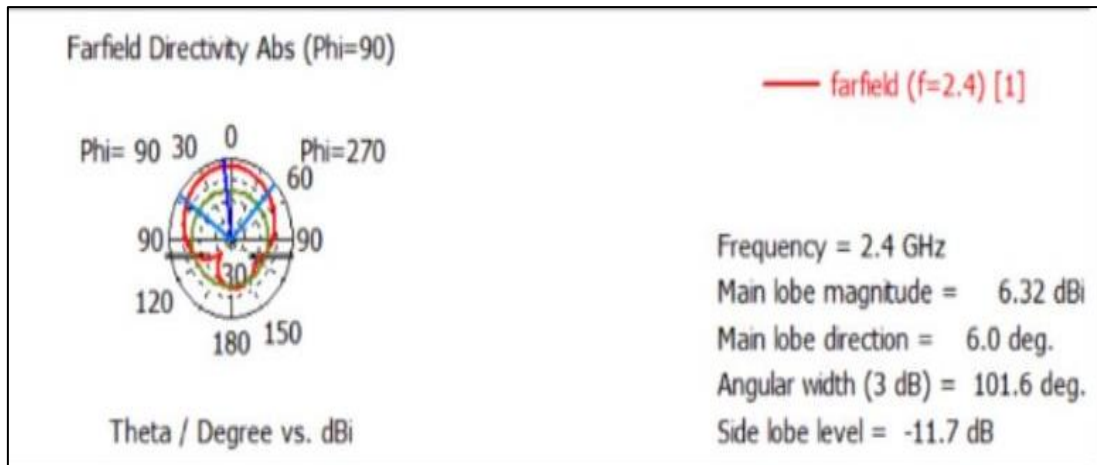 Farfield Directivity Abs (Phi=90)
farfield (f=2.4) [1]
Phi= 90 30 0 Phi=270
60
90 90
30
120
180 150
Theta / Degree vs. dBi
Frequency = 2.4 GHz
Main lobe magnitude = 6.32 dBi
Main lobe direction = 6.0 deg.
Angular width (3 dB) = 101.6 deg.
Side lobe level = -11.7 dB